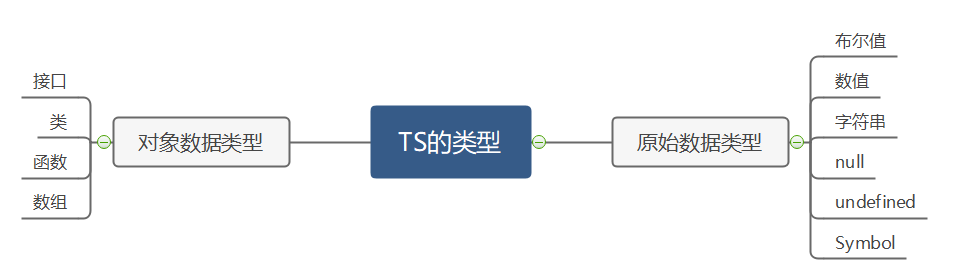 TS的类型
对象数据类型
接口
类
函数
数组
原始数据类型
布尔值
数值
字符串
null
undefined
Symbol